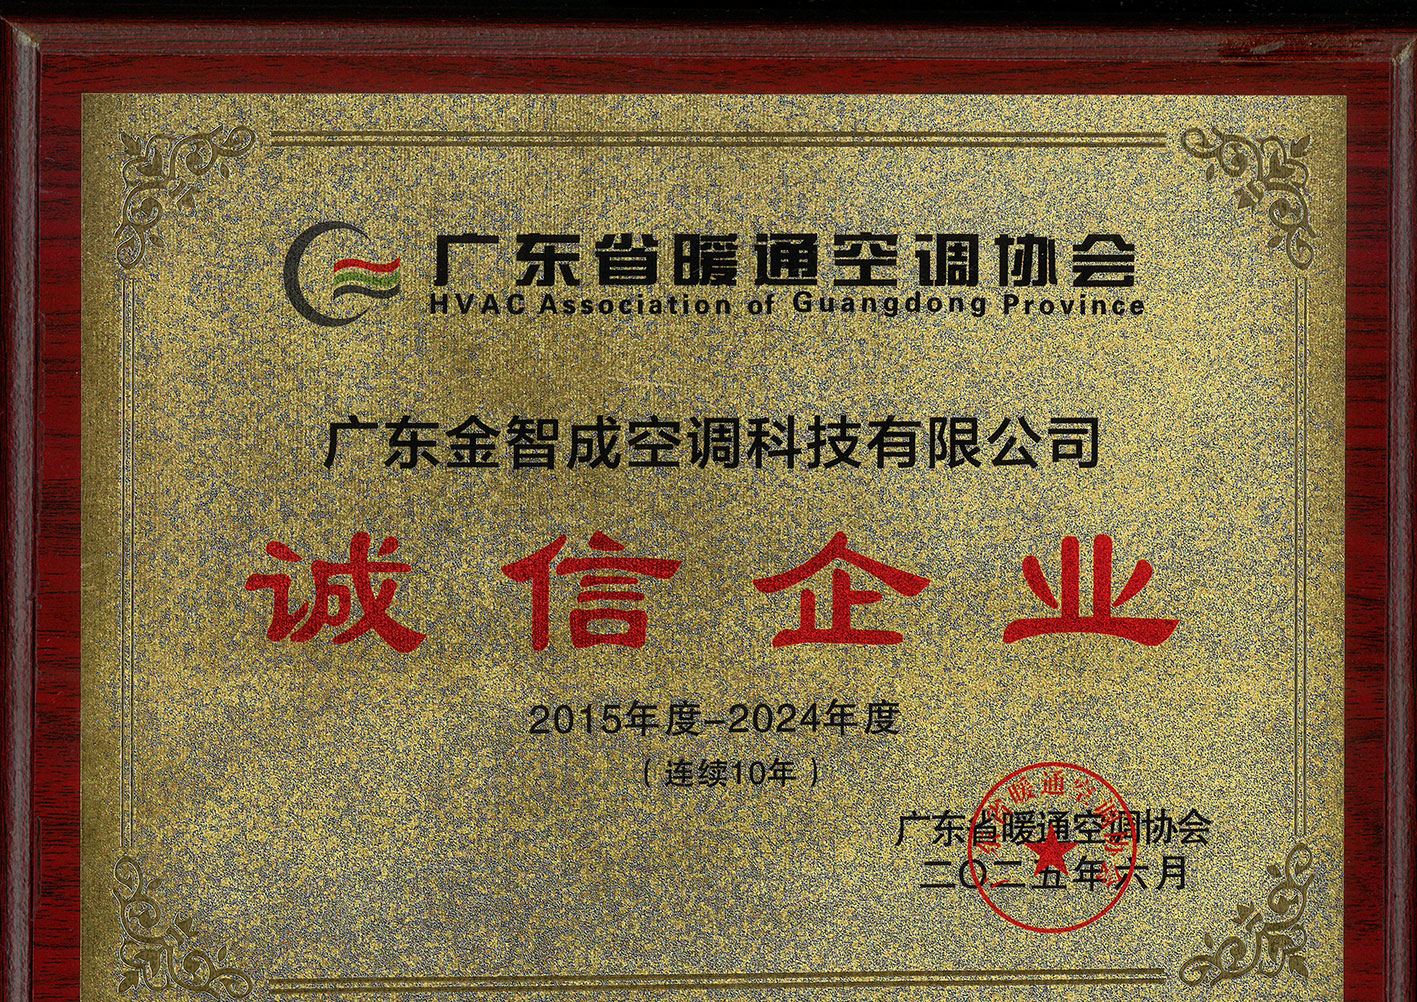 广东省暖通空调协会
HVAC Association of Guangdong Province
广东金智成空调科技有限公司
诚信企业
2015年度-2024年度
(连续10年)
广东省暖通空调协会
二〇二五年六月